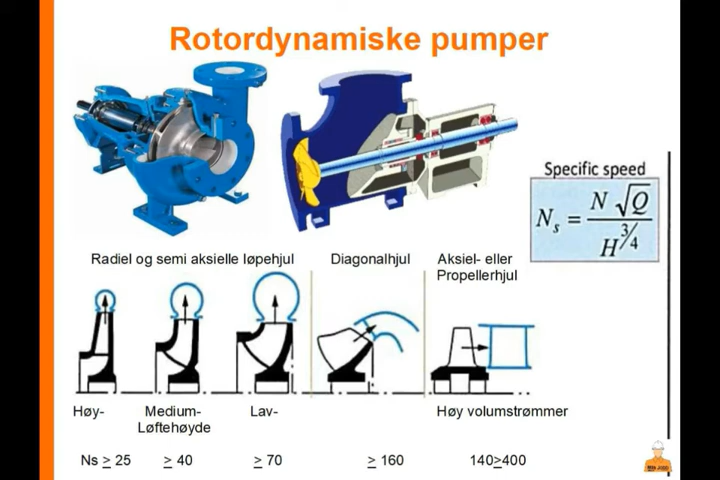 Rotordynamiske pumper
Specific speed
N_s = N √Q / H^3/4
Radiel og semi aksielle løpehjul
Diagonalhjul
Aksiel- eller
Propellerhjul
Høy-
Medium-
Løftehøyde
Lav-
Høy volumstrømmer
Ns ≥ 25
≥ 40
≥ 70
≥ 160
140≥400